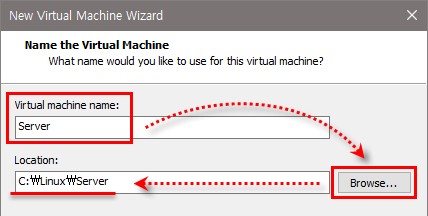 New Virtual Machine Wizard
Name the Virtual Machine
What name would you like to use for this virtual machine?
Virtual machine name:
Server
Location:
C:₩Linux₩Server
Browse...